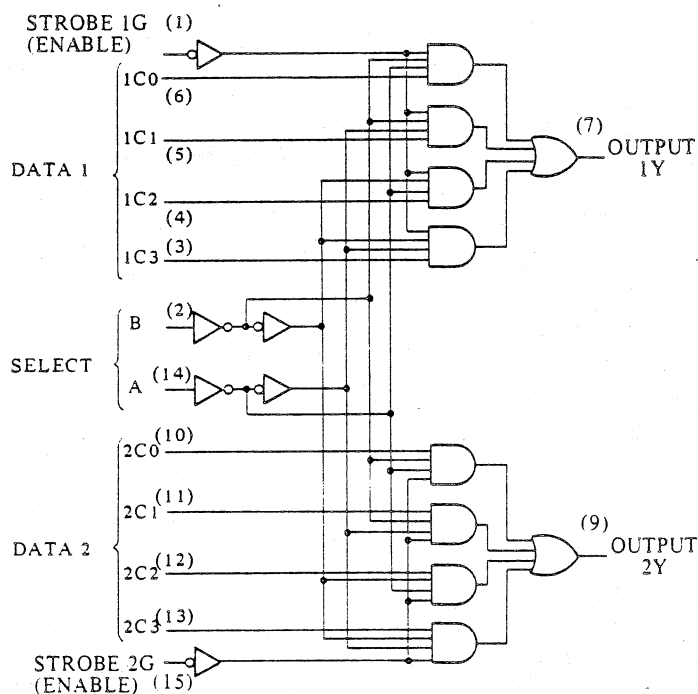 STROBE 1G (1)
(ENABLE)
1C0
(6)
1C1
(5)
(7)
OUTPUT
1Y
DATA 1
1C2
(4)
1C3 (3)
B (2)
SELECT
A (14)
2C0 (10)
2C1 (11)
(9)
OUTPUT
2Y
DATA 2
2C2 (12)
2C3 (13)
STROBE 2G
(ENABLE) (15)